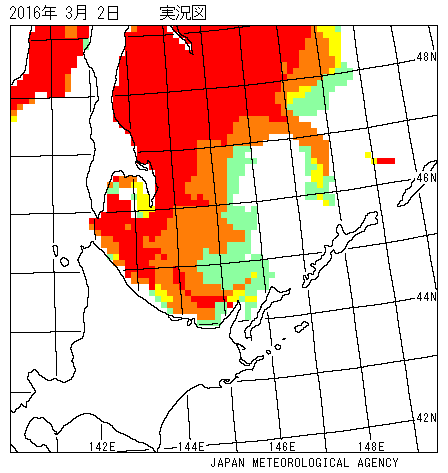 2016年 3月 2日 実況図
48N
46N
44N
42N
142E 144E 146E 148E
JAPAN METEOROLOGICAL AGENCY